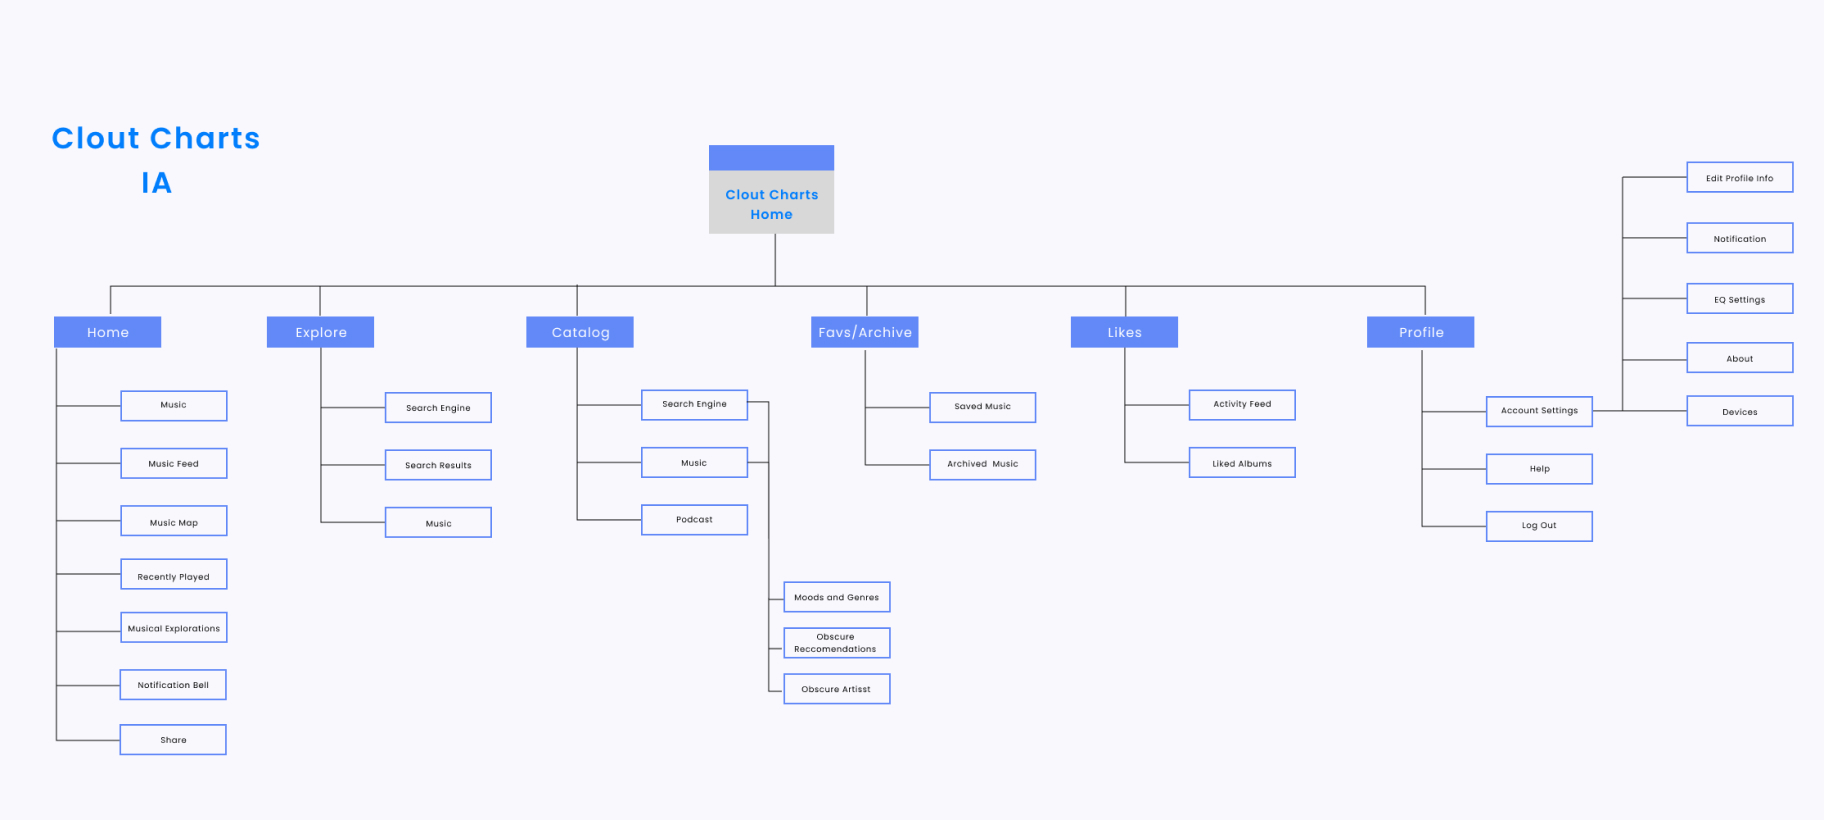 Clout Charts
IA
Clout Charts
Home
Home
Explore
Catalog
Favs/Archive
Likes
Profile
Music
Music Feed
Music Map
Recently Played
Musical Explorations
Notification Bell
Share
Search Engine
Search Results
Music
Search Engine
Music
Podcast
Moods and Genres
Obscure
Reccomendations
Obscure Artisst
Saved Music
Archived  Music
Activity Feed
Liked Albums
Account Settings
Help
Log Out
Edit Profile Info
Notification
EQ Settings
About
Devices